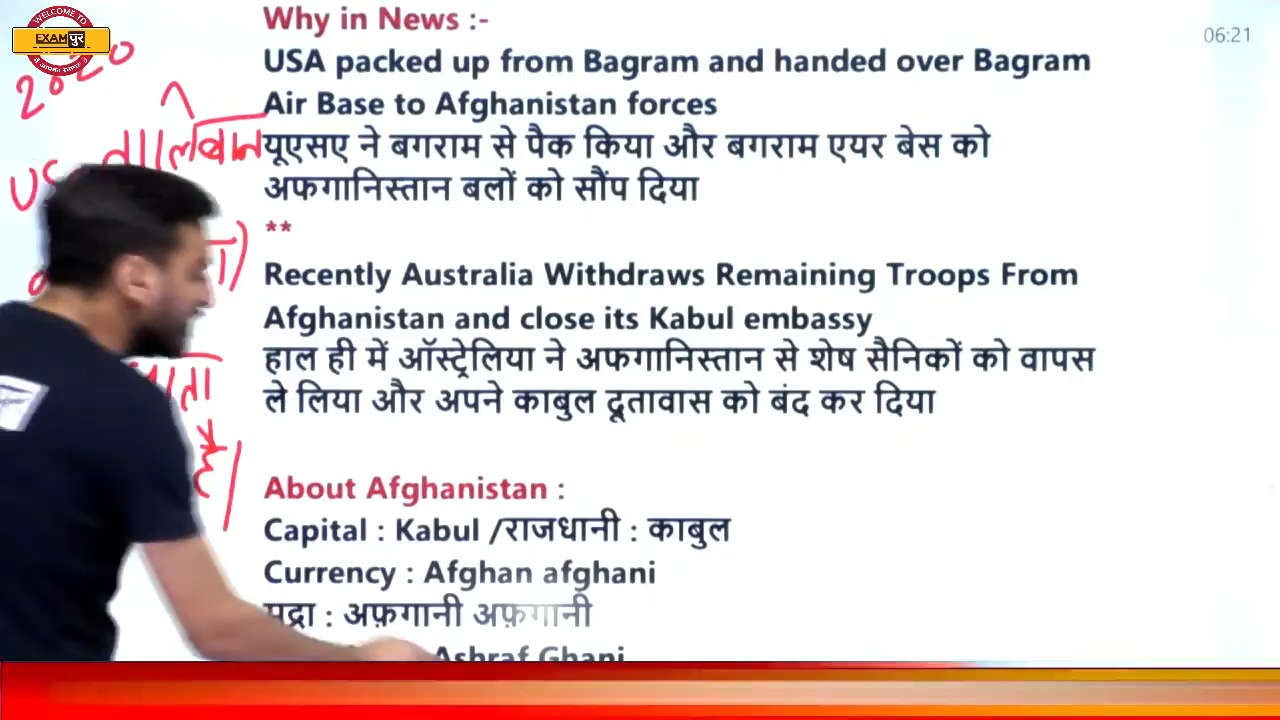 WELCOME TO
EXAMपुर
06:21
Why in News :-
USA packed up from Bagram and handed over Bagram
Air Base to Afghanistan forces
यूएसए ने बगराम से पैक किया और बगराम एयर बेस को
अफगानिस्तान बलों को सौंप दिया
**
Recently Australia Withdraws Remaining Troops From
Afghanistan and close its Kabul embassy
हाल ही में ऑस्ट्रेलिया ने अफगानिस्तान से शेष सैनिकों को वापस
ले लिया और अपने काबुल दूतावास को बंद कर दिया
About Afghanistan :
Capital : Kabul /राजधानी : काबुल
Currency : Afghan afghani
मुद्रा : अफ़गानी अफ़गानी
Ashraf Ghani
2020
US तालिबान
है|